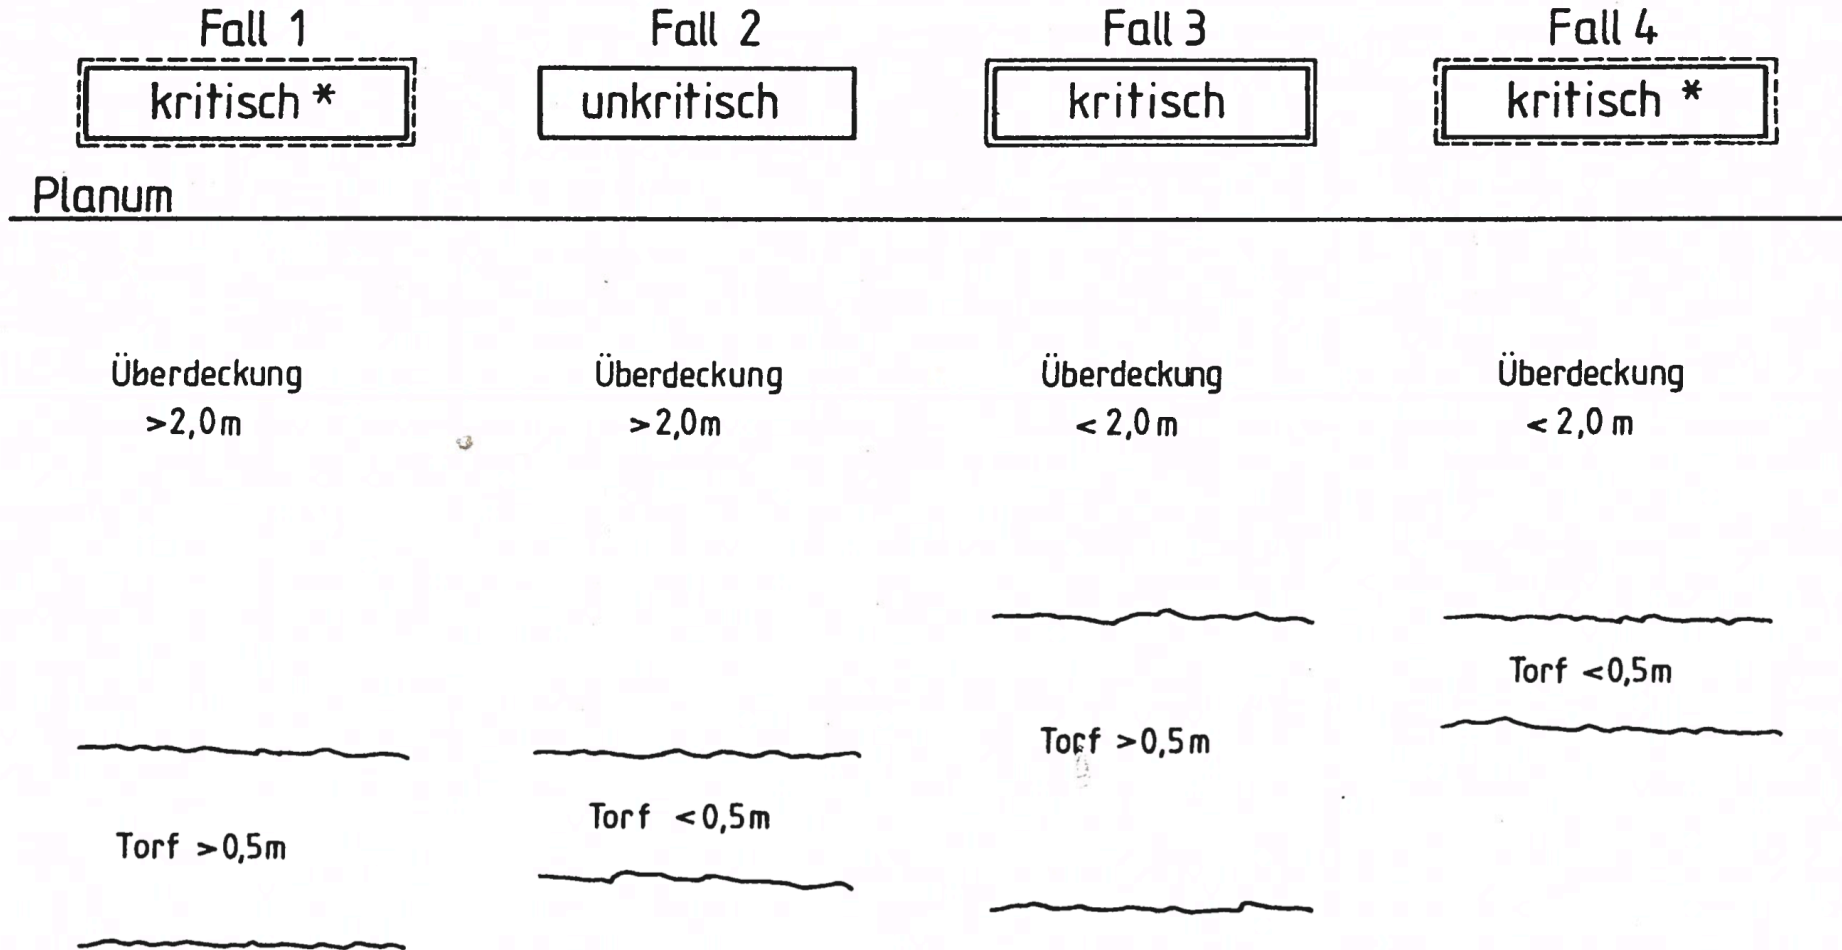 Fall 1
kritisch *
Fall 2
unkritisch
Fall 3
kritisch
Fall 4
kritisch *
Planum
Überdeckung
>2,0m
Überdeckung
>2,0m
Überdeckung
< 2,0 m
Überdeckung
< 2,0 m
Torf >0,5m
Torf <0,5m
Torf >0,5m
Torf <0,5m